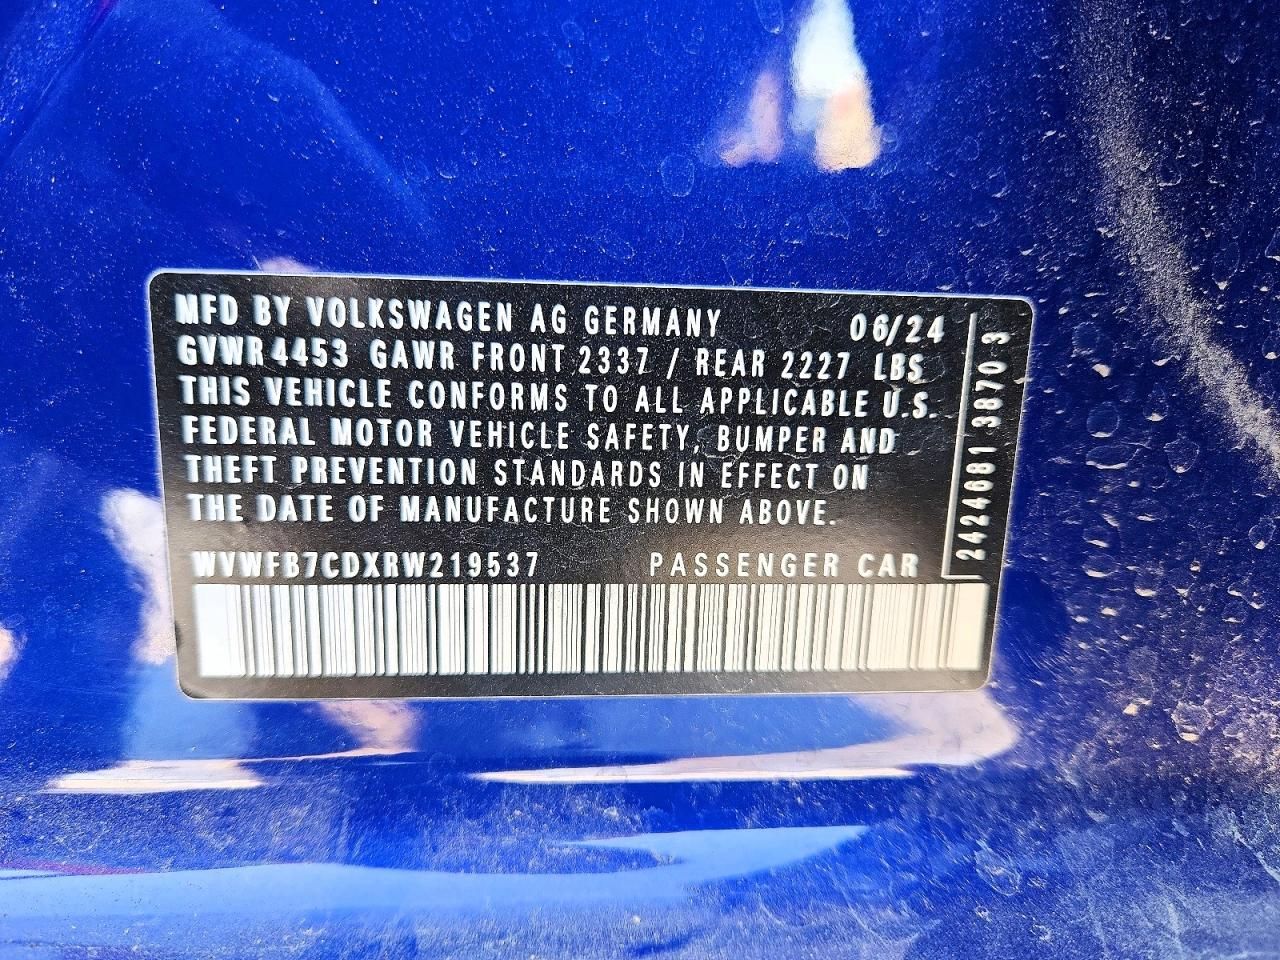 MFD BY VOLKSWAGEN AG GERMANY 06/24
GVWR 4453 GAWR FRONT 2337 / REAR 2227 LBS
THIS VEHICLE CONFORMS TO ALL APPLICABLE U.S.
FEDERAL MOTOR VEHICLE SAFETY, BUMPER AND
THEFT PREVENTION STANDARDS IN EFFECT ON
THE DATE OF MANUFACTURE SHOWN ABOVE.
WVWFB7CDXRW219537 PASSENGER CAR
2424681 3870 3